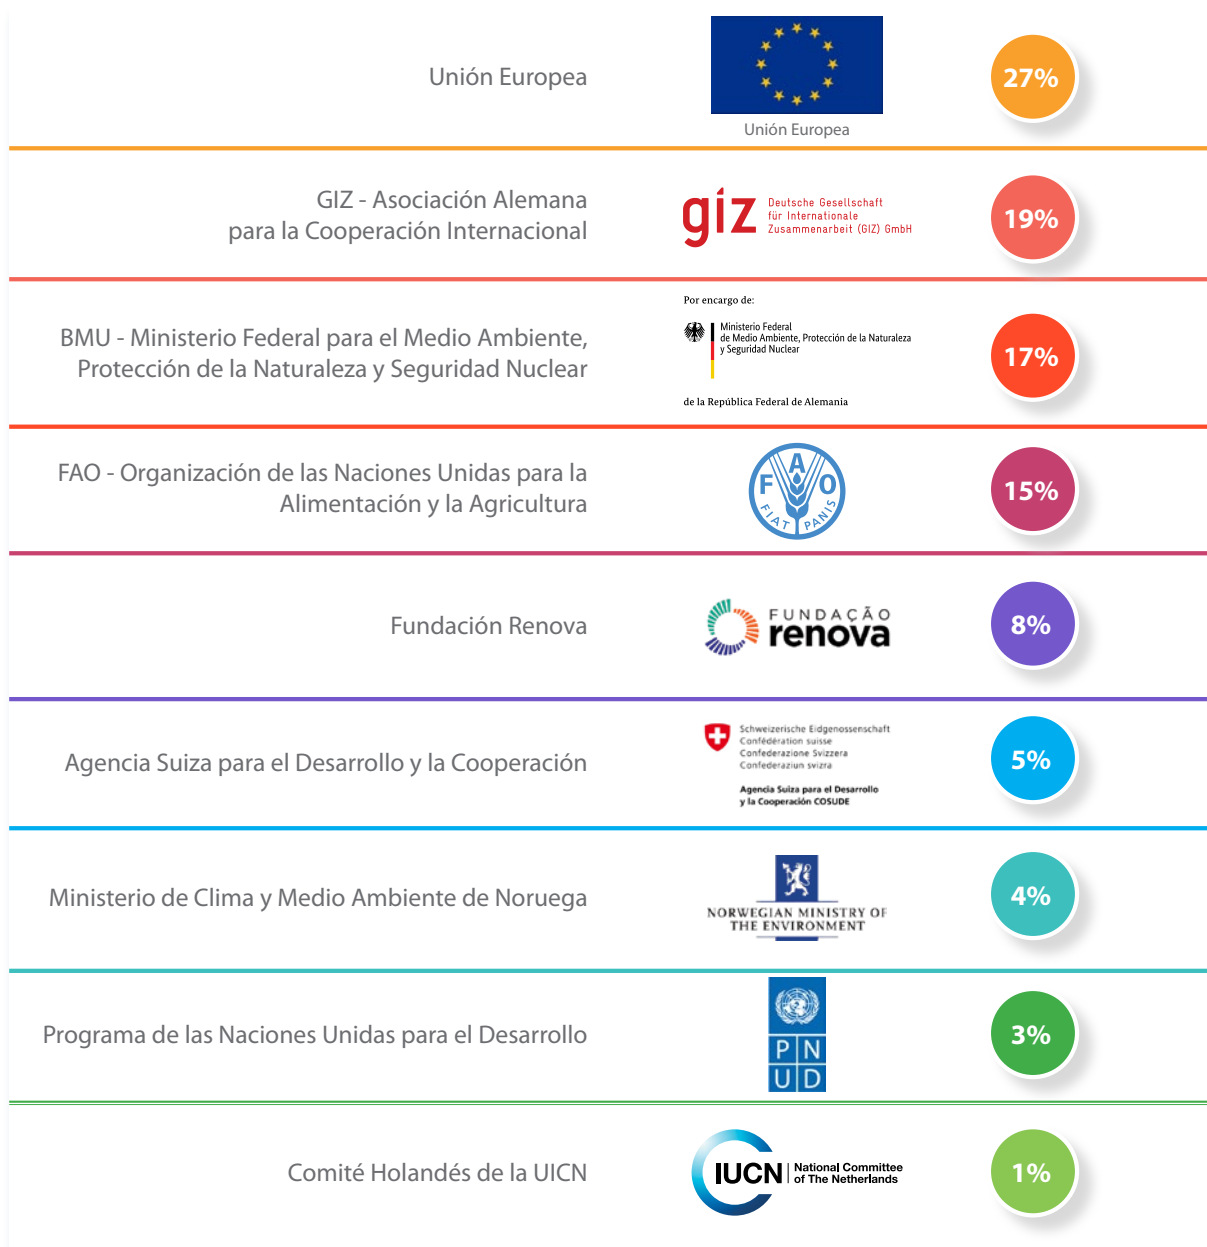 Unión Europea
Unión Europea
27%
GIZ - Asociación Alemana
para la Cooperación Internacional
giz
Deutsche Gesellschaft
für Internationale
Zusammenarbeit (GIZ) GmbH
19%
BMU - Ministerio Federal para el Medio Ambiente,
Protección de la Naturaleza y Seguridad Nuclear
Por encargo de:
Ministerio Federal
de Medio Ambiente, Protección de la Naturaleza
y Seguridad Nuclear
de la República Federal de Alemania
17%
FAO - Organización de las Naciones Unidas para la
Alimentación y la Agricultura
F A O
FIAT PANIS
15%
Fundación Renova
FUNDAÇÃO
renova
8%
Agencia Suiza para el Desarrollo y la Cooperación
Schweizerische Eidgenossenschaft
Confédération suisse
Confederazione Svizzera
Confederaziun svizra
Agencia Suiza para el Desarrollo
y la Cooperación COSUDE
5%
Ministerio de Clima y Medio Ambiente de Noruega
NORWEGIAN MINISTRY OF
THE ENVIRONMENT
4%
Programa de las Naciones Unidas para el Desarrollo
P N
U D
3%
Comité Holandés de la UICN
IUCN
National Committee
of The Netherlands
1%